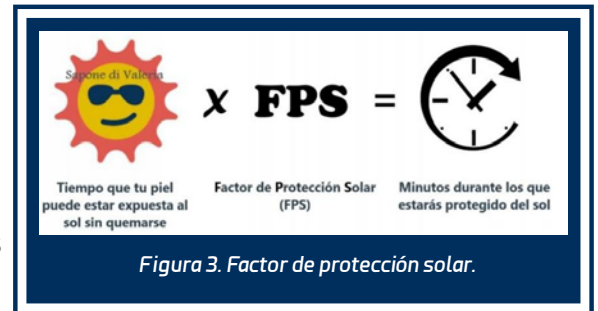 Sapone di Valeria
x FPS =
Tiempo que tu piel
puede estar expuesta al
sol sin quemarse
Factor de Protección Solar
(FPS)
Minutos durante los que
estarás protegido del sol
Figura 3. Factor de protección solar.